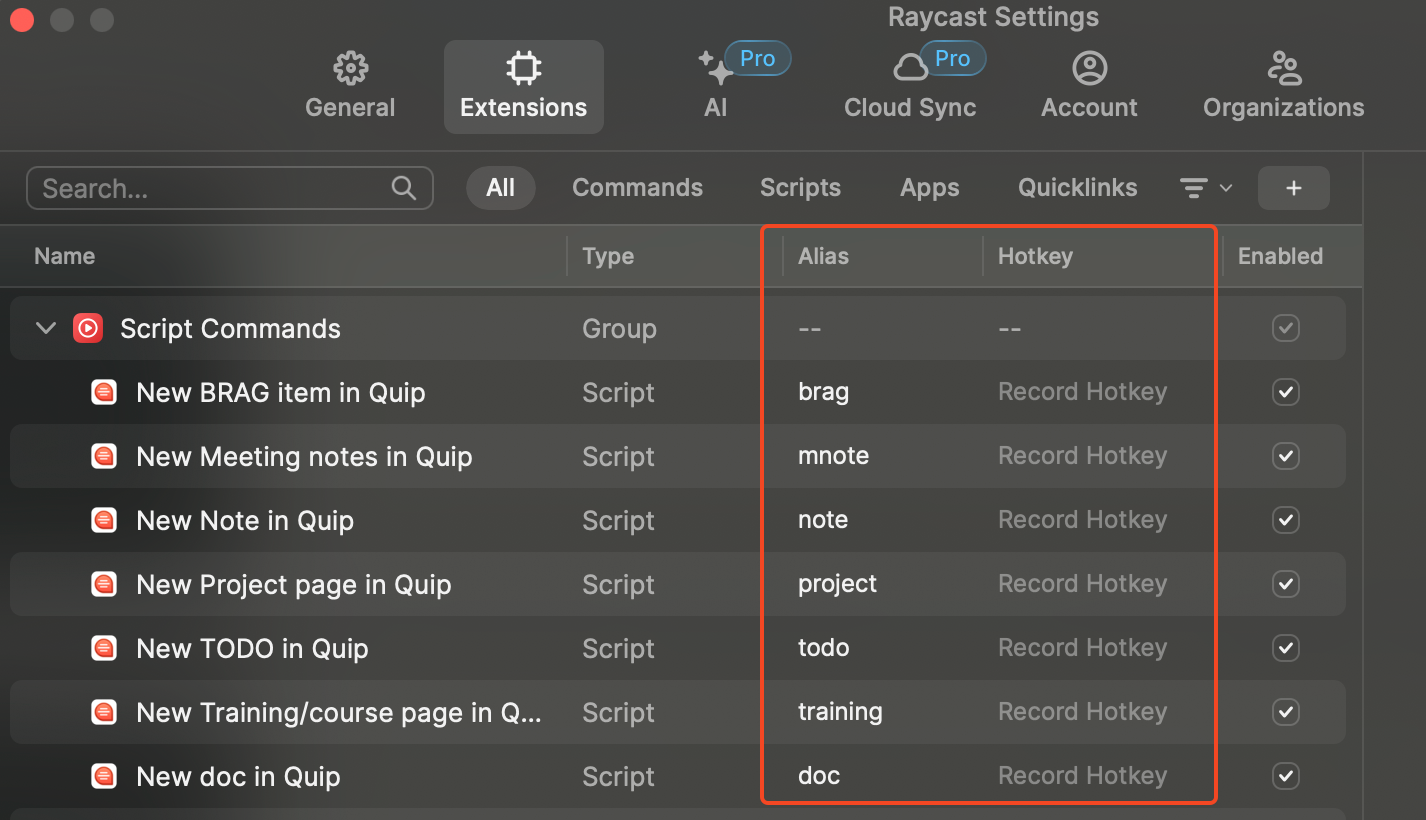 Raycast Settings
General Extensions AI Pro Cloud Sync Pro Account Organizations
Search... All Commands Scripts Apps Quicklinks +
Name Type Alias Hotkey Enabled
Script Commands Group -- --
New BRAG item in Quip Script brag Record Hotkey
New Meeting notes in Quip Script mnote Record Hotkey
New Note in Quip Script note Record Hotkey
New Project page in Quip Script project Record Hotkey
New TODO in Quip Script todo Record Hotkey
New Training/course page in Q... Script training Record Hotkey
New doc in Quip Script doc Record Hotkey